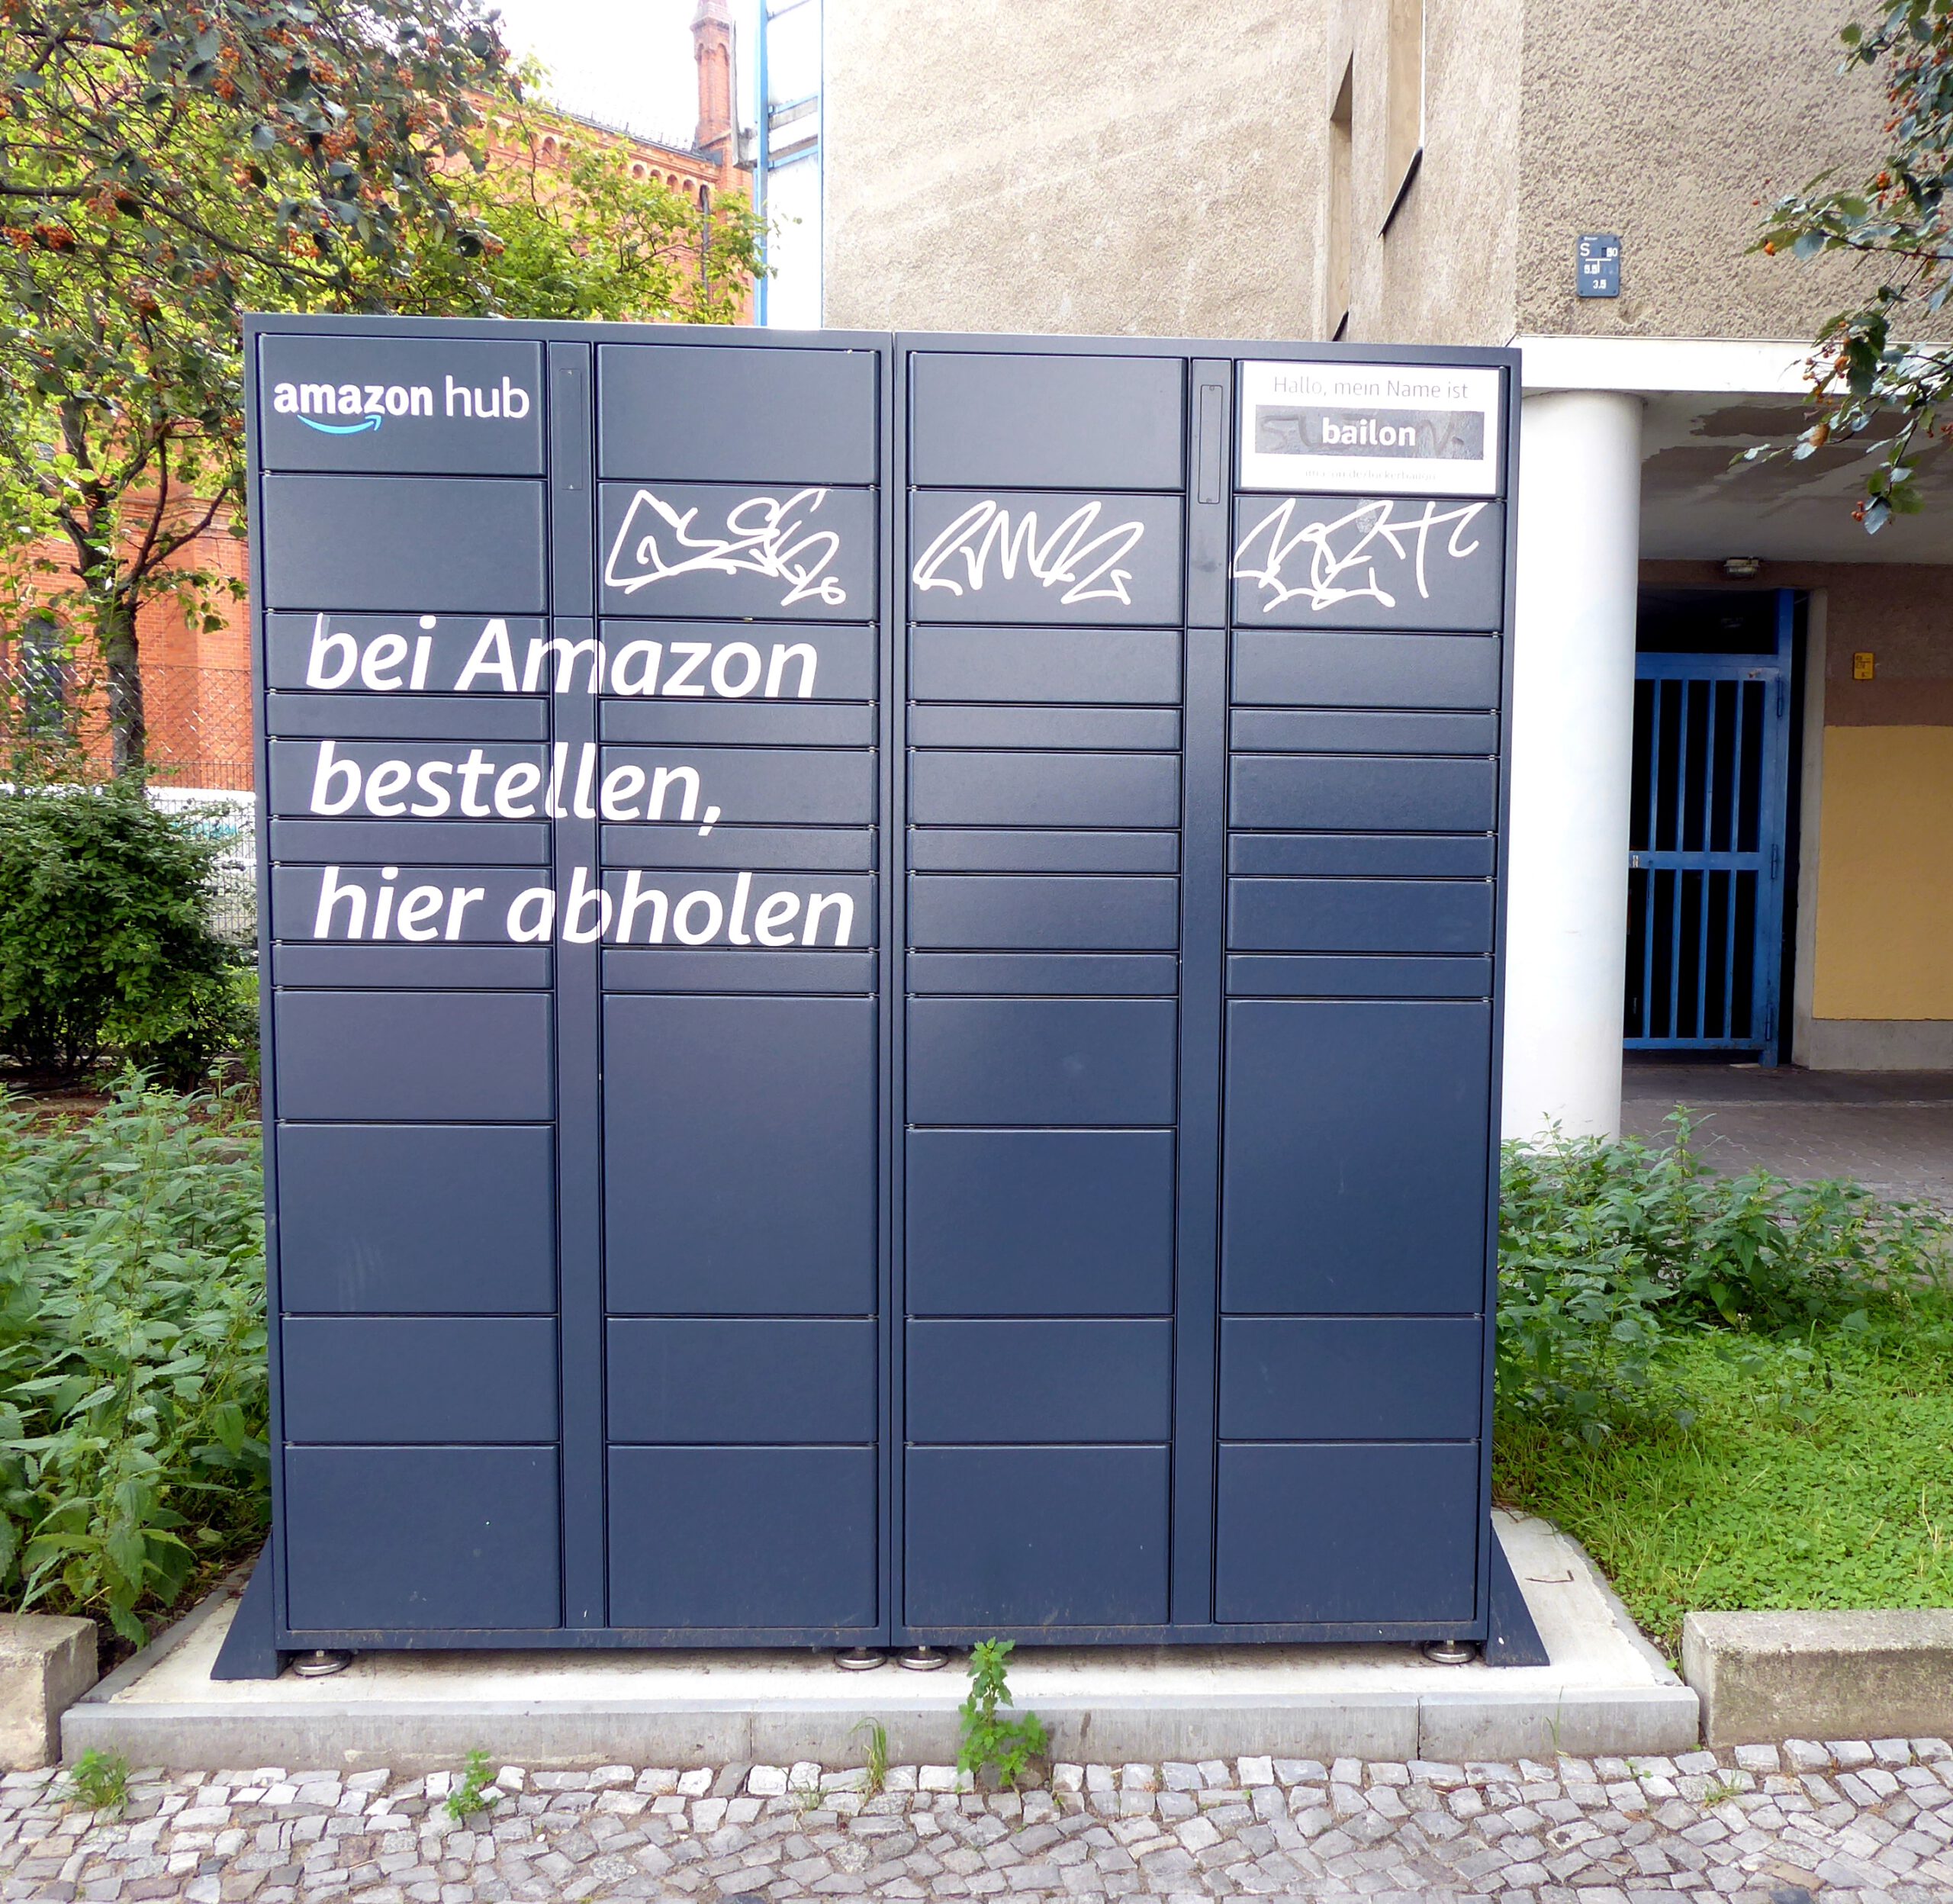 amazon hub
Hallo, mein Name ist
bailon
bei Amazon
bestellen,
hier abholen